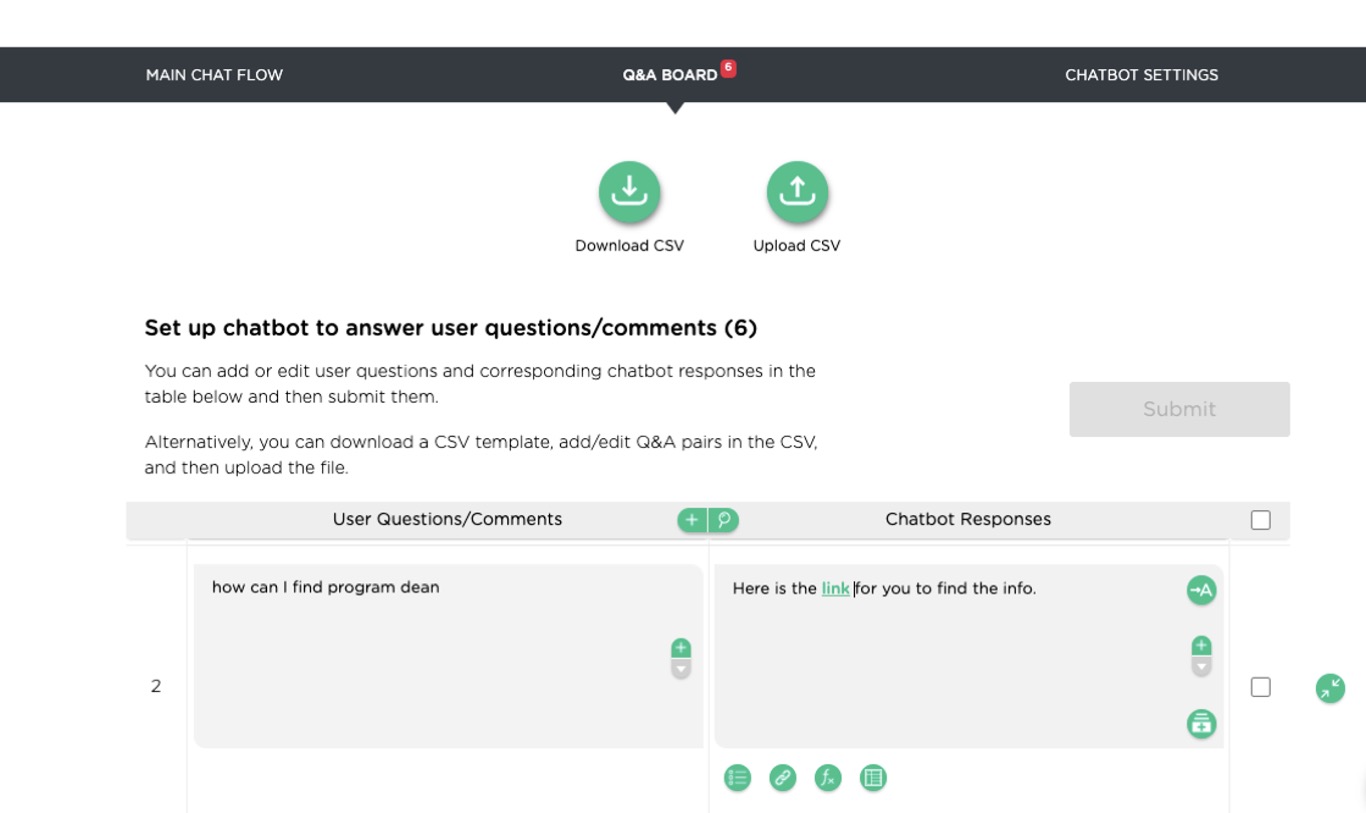 MAIN CHAT FLOW
Q&A BOARD 6
CHATBOT SETTINGS
Download CSV
Upload CSV
Set up chatbot to answer user questions/comments (6)
You can add or edit user questions and corresponding chatbot responses in the
table below and then submit them.
Submit
Alternatively, you can download a CSV template, add/edit Q&A pairs in the CSV,
and then upload the file.
User Questions/Comments
Chatbot Responses
how can I find program dean
Here is the link for you to find the info.
A
2
fx